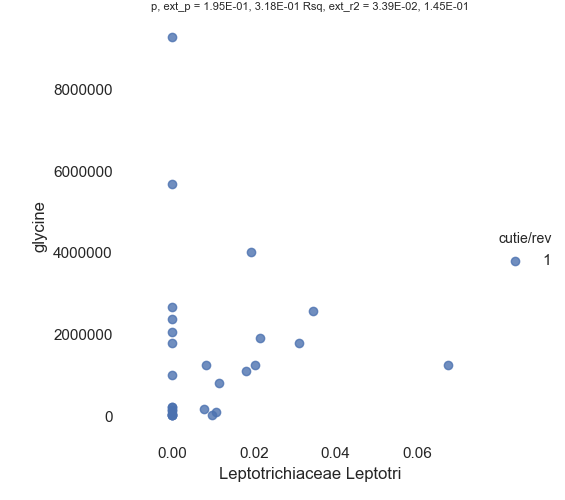 p, ext_p = 1.95E-01, 3.18E-01 Rsq, ext_r2 = 3.39E-02, 1.45E-01
8000000
6000000
4000000
2000000
0
glycine
0.00 0.02 0.04 0.06
Leptotrichiaceae Leptotri
cutie/rev
1